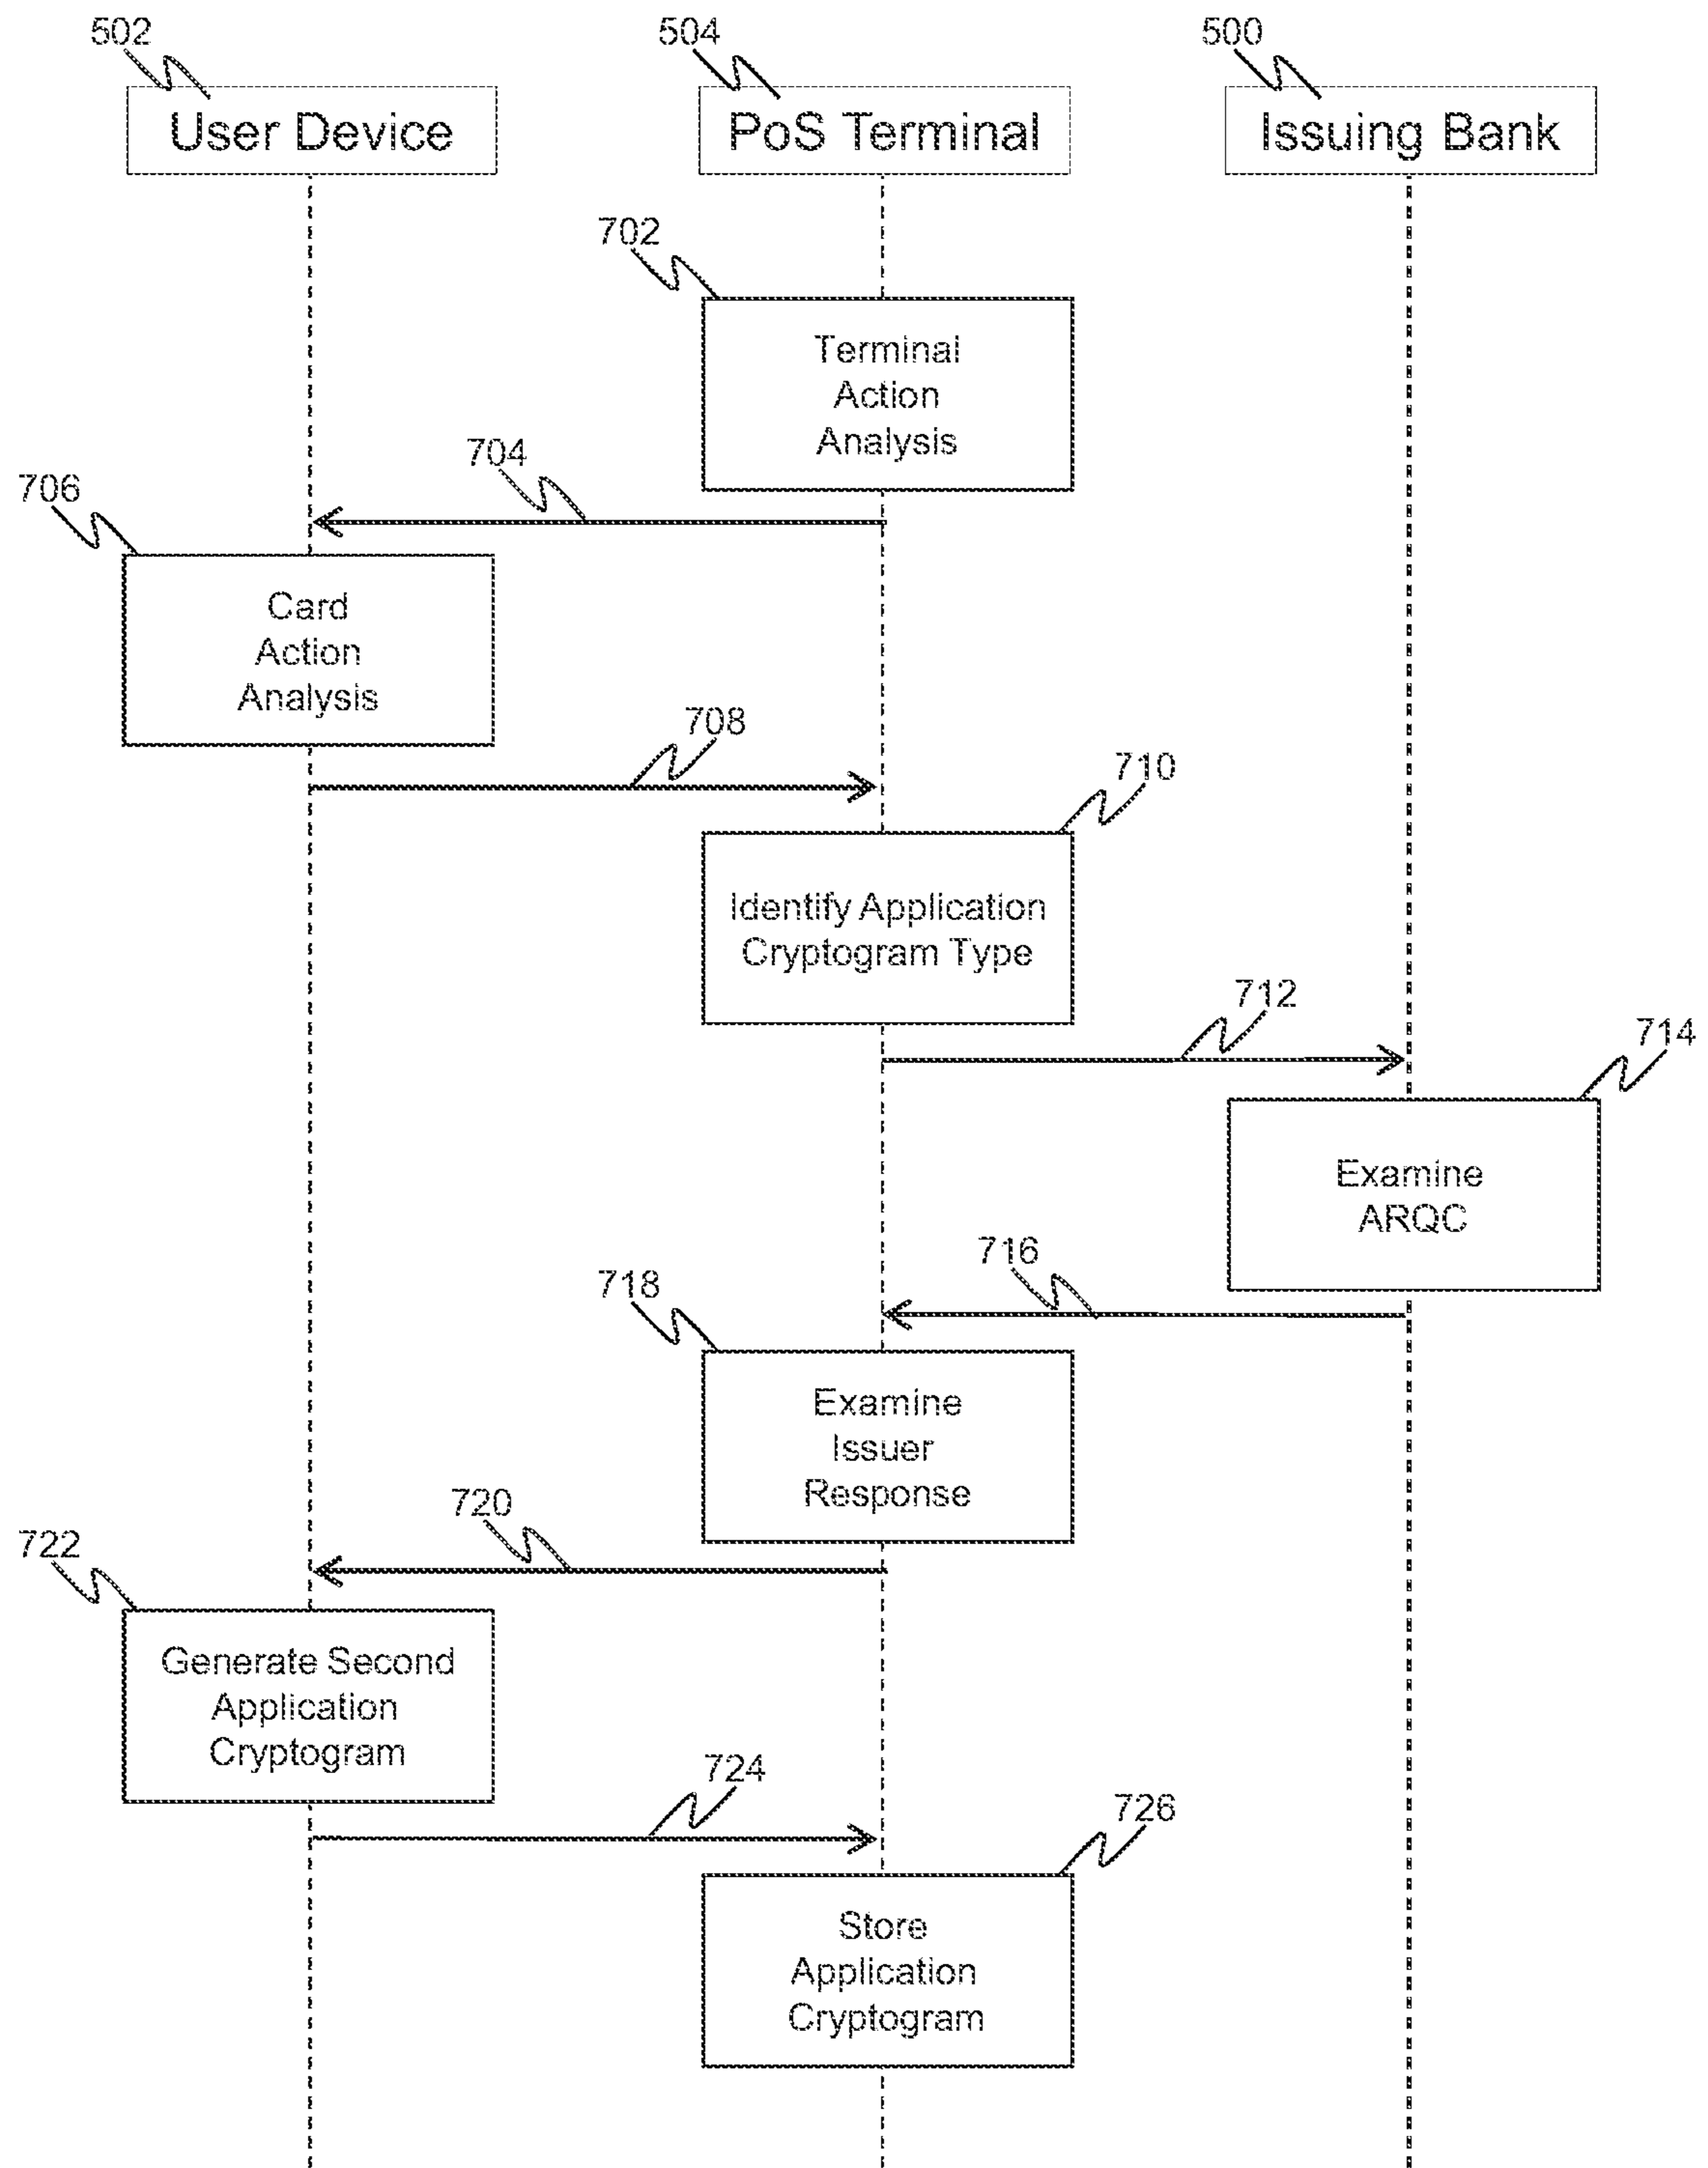 502
504
500
User Device
PoS Terminal
Issuing Bank
702
Terminal
Action
Analysis
704
706
Card
Action
Analysis
708
710
Identify Application
Cryptogram Type
712
714
Examine
ARQC
716
718
Examine
Issuer
Response
720
722
Generate Second
Application
Cryptogram
724
726
Store
Application
Cryptogram